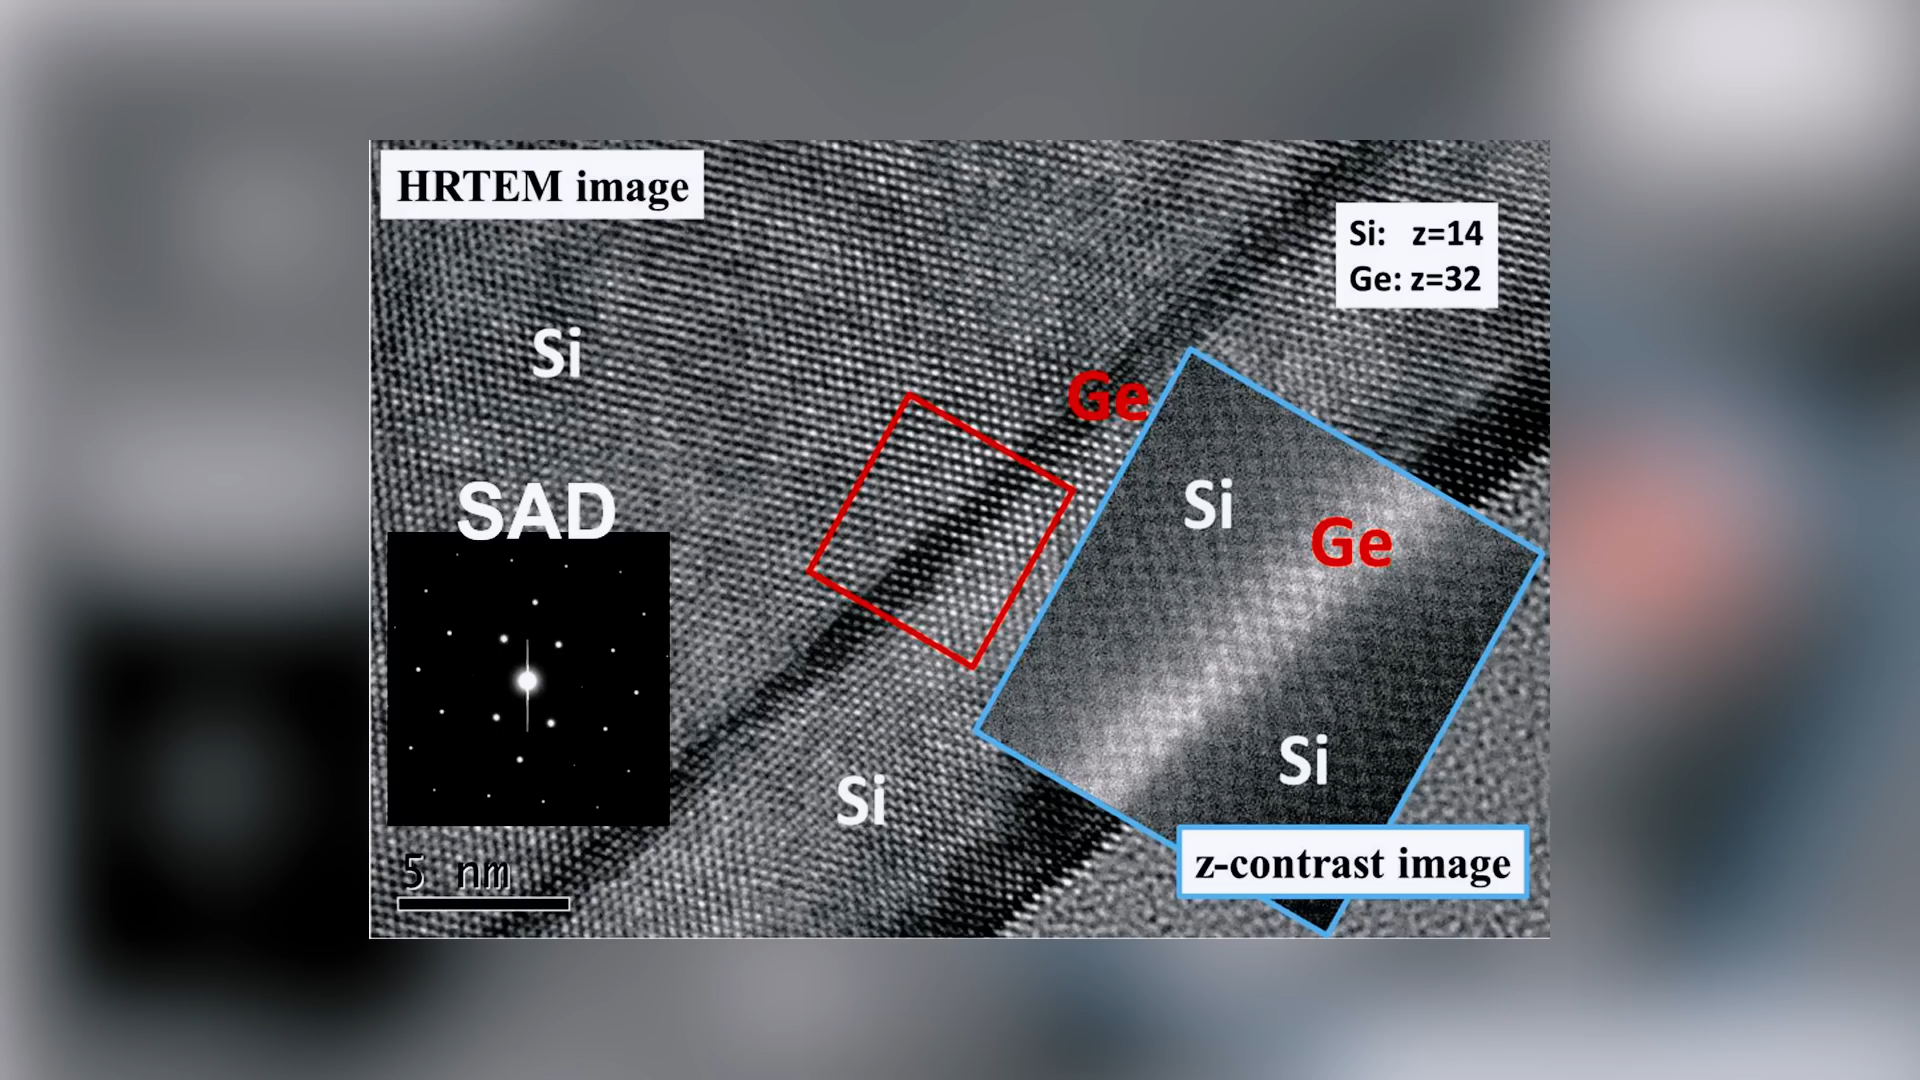 HRTEM image
Si: z=14
Ge: z=32
Si
Ge
Si
Ge
SAD
Si
Si
5 nm
z-contrast image